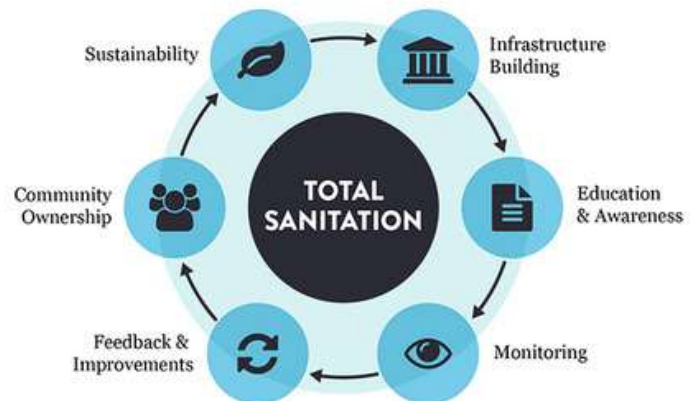 Sustainability
Infrastructure
Building
Community
Ownership
TOTAL
SANITATION
Education
& Awareness
Feedback &
Improvements
Monitoring